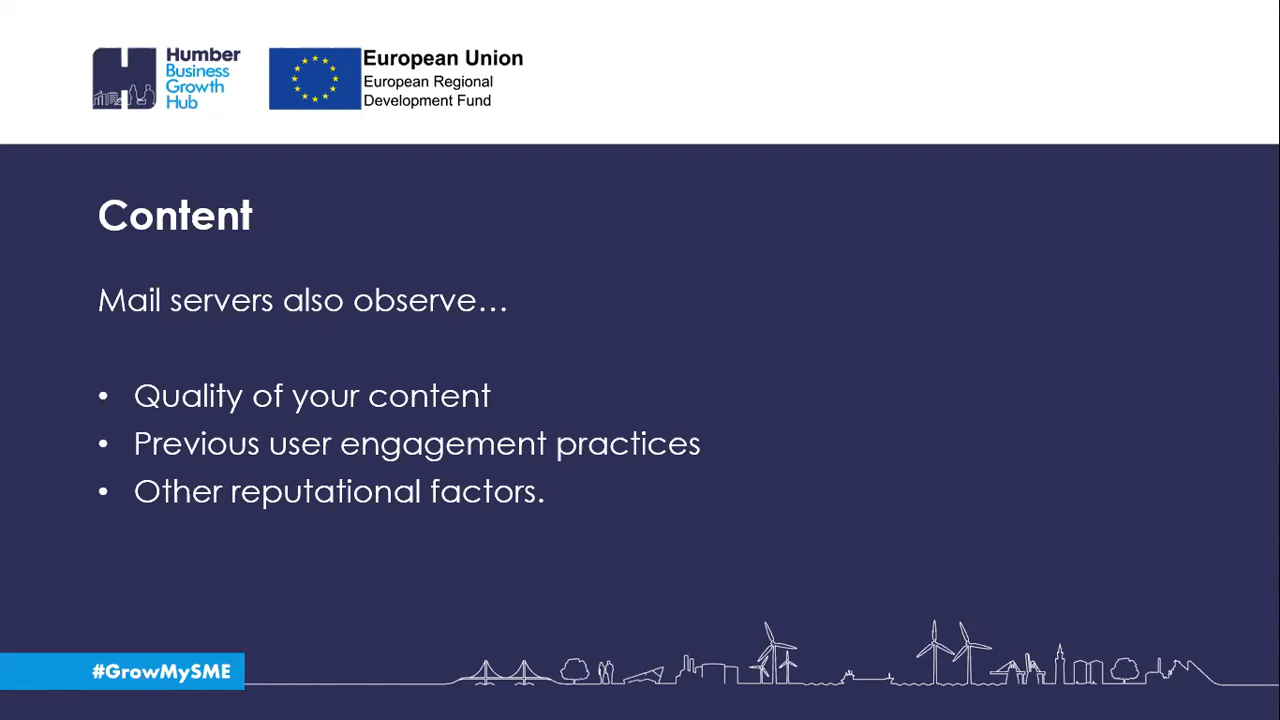 Humber
Business
Growth
Hub
European Union
European Regional
Development Fund
Content
Mail servers also observe…
• Quality of your content
• Previous user engagement practices
• Other reputational factors.
#GrowMySME